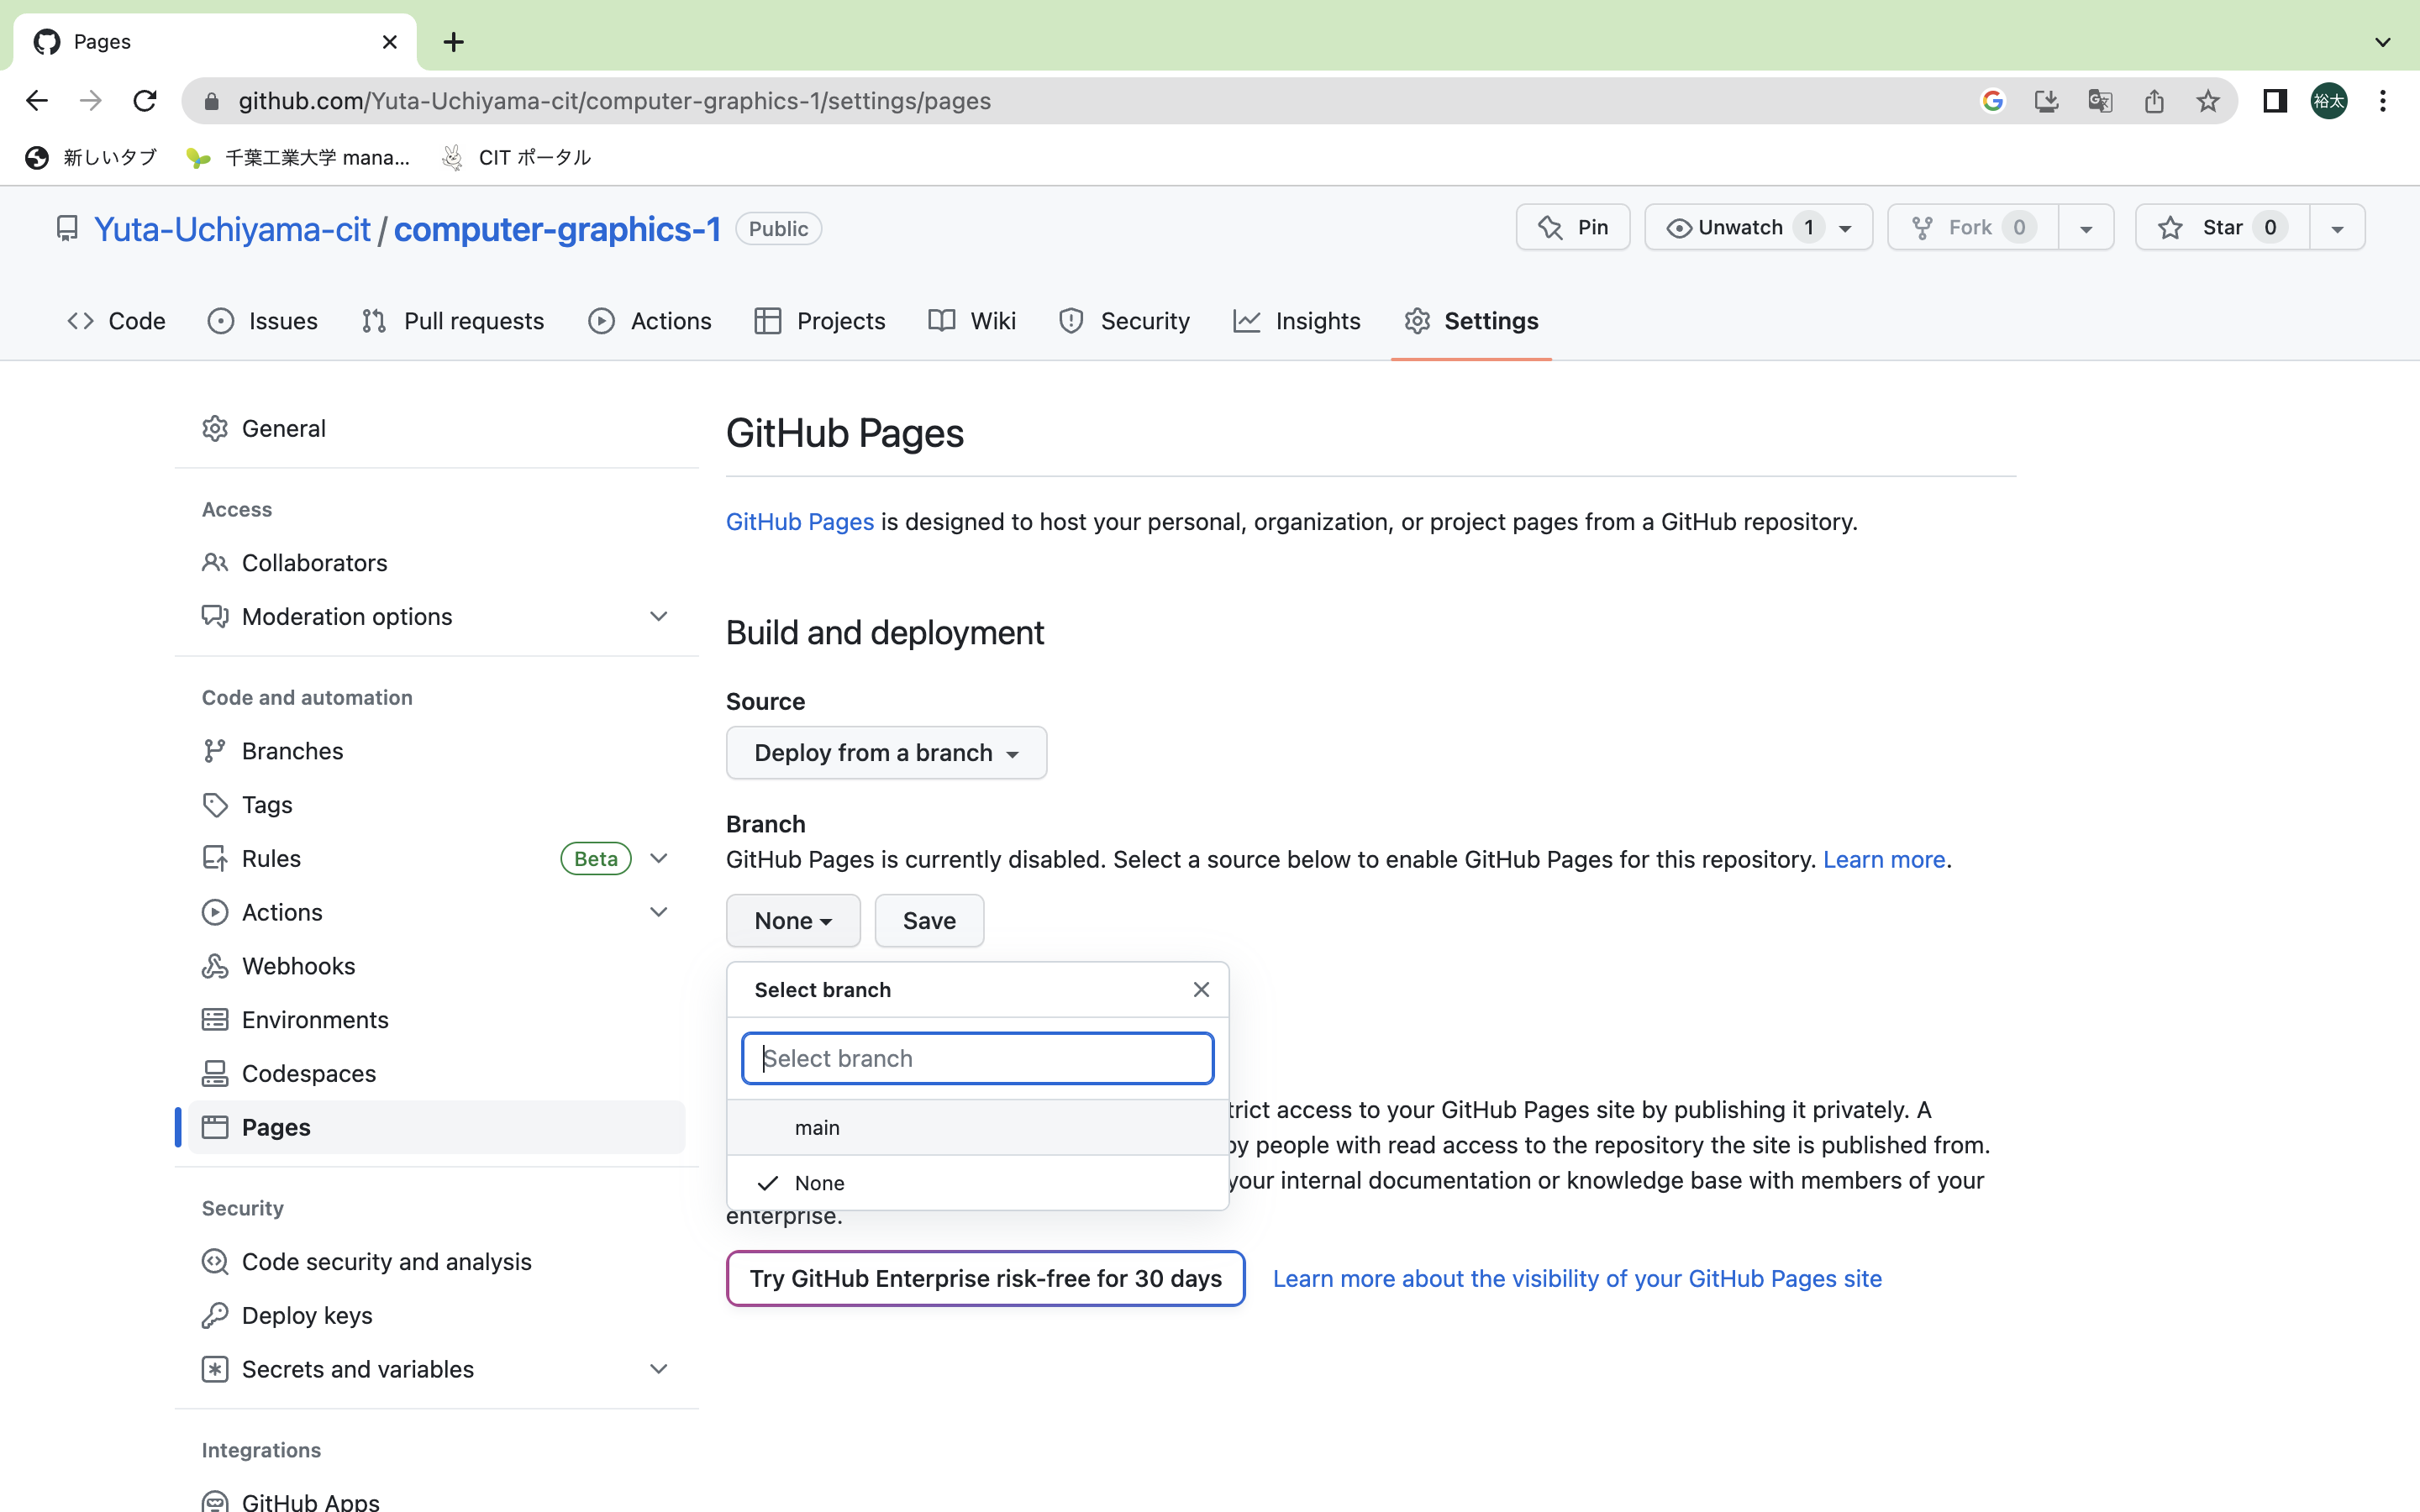 Pages
github.com/Yuta-Uchiyama-cit/computer-graphics-1/settings/pages
裕太
新しいタブ 千葉工業大学 mana... CIT ポータル
Yuta-Uchiyama-cit / computer-graphics-1 Public Pin Unwatch 1 Fork 0 Star 0
Code Issues Pull requests Actions Projects Wiki Security Insights Settings
General
Access
Collaborators
Moderation options
Code and automation
Branches
Tags
Rules Beta
Actions
Webhooks
Environments
Codespaces
Pages
Security
Code security and analysis
Deploy keys
Secrets and variables
Integrations
GitHub Apps
GitHub Pages
GitHub Pages is designed to host your personal, organization, or project pages from a GitHub repository.
Build and deployment
Source
Deploy from a branch
Branch
GitHub Pages is currently disabled. Select a source below to enable GitHub Pages for this repository. Learn more.
None Save
Select branch
Select branch
main
None
access to your GitHub Pages site by publishing it privately. A
by people with read access to the repository the site is published from.
your internal documentation or knowledge base with members of your
enterprise.
Try GitHub Enterprise risk-free for 30 days Learn more about the visibility of your GitHub Pages site